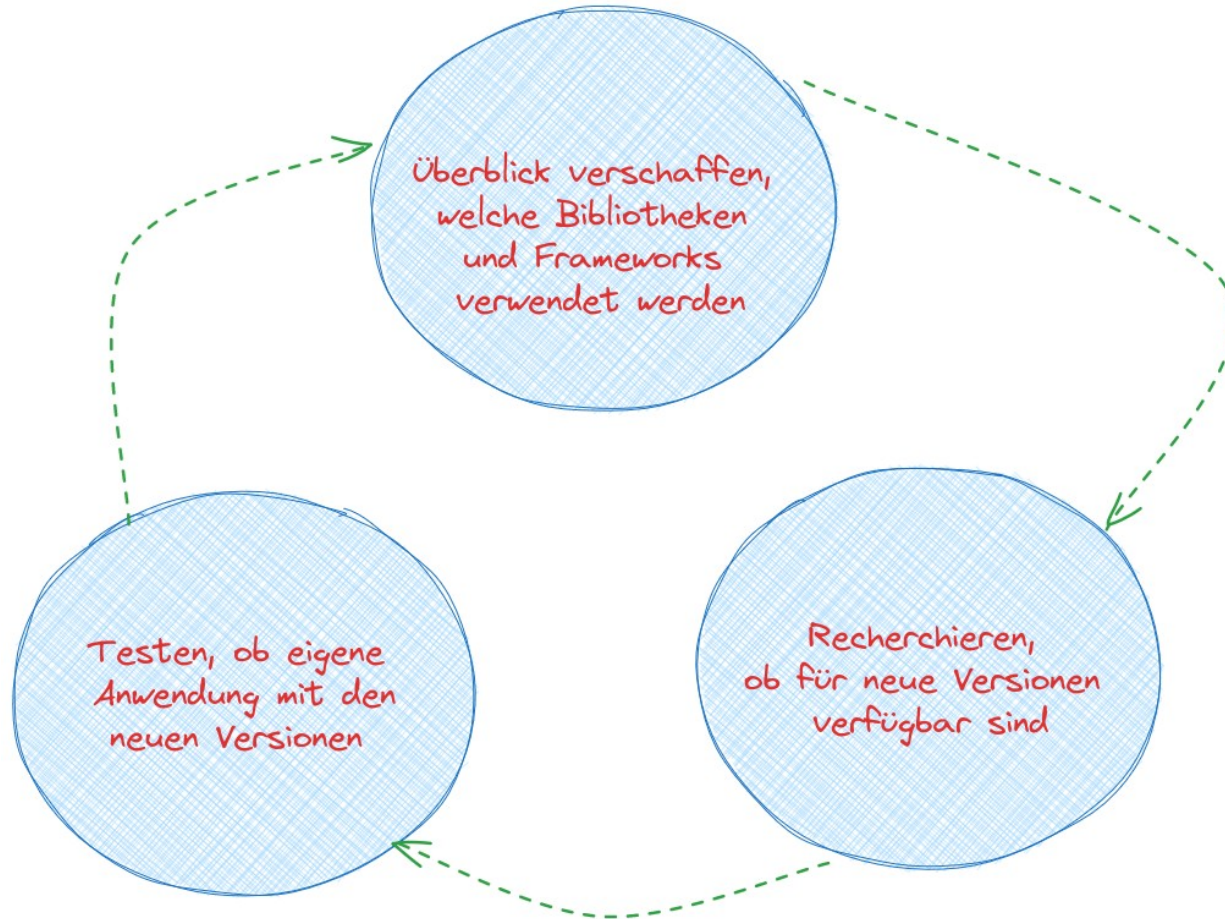 Überblick verschaffen,
welche Bibliotheken
und Frameworks
verwendet werden
Recherchieren,
ob für neue Versionen
verfügbar sind
Testen, ob eigene
Anwendung mit den
neuen Versionen